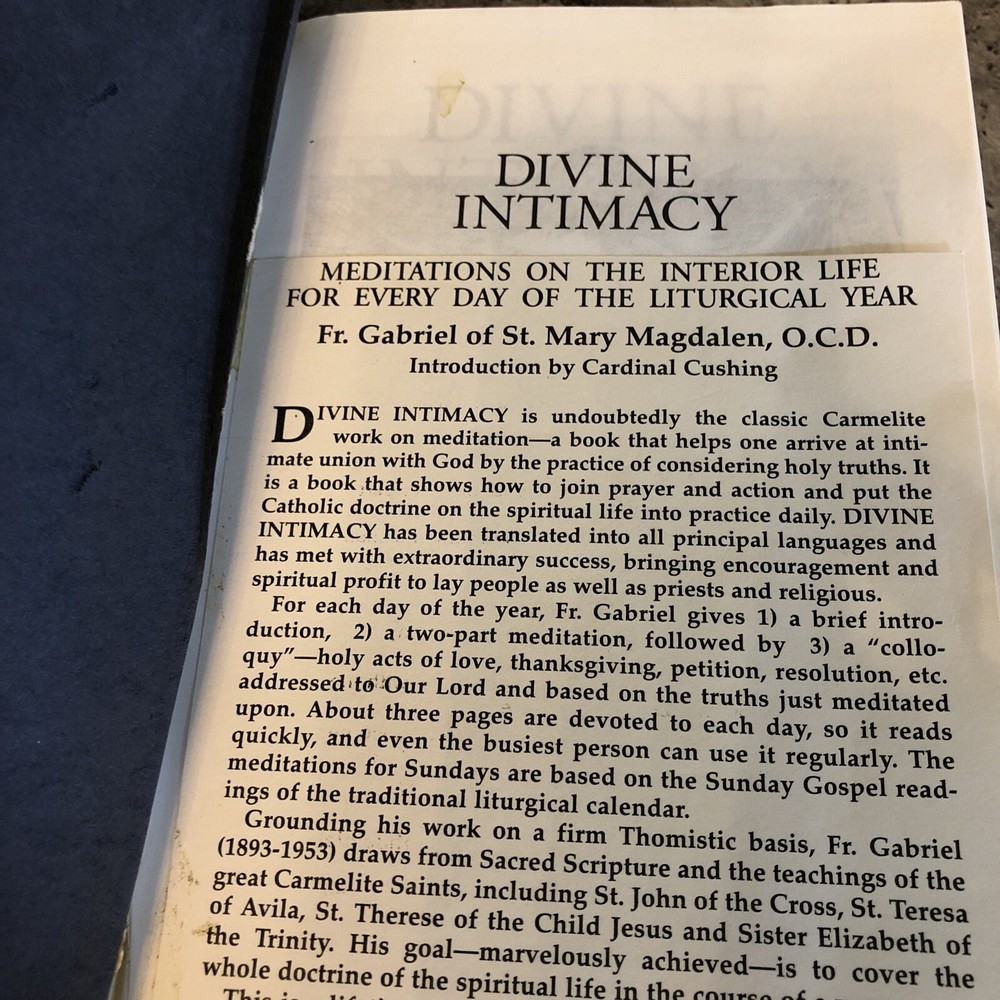 DIVINE
INTIMACY
MEDITATIONS ON THE INTERIOR LIFE
FOR EVERY DAY OF THE LITURGICAL YEAR
Fr. Gabriel of St. Mary Magdalen, O.C.D.
Introduction by Cardinal Cushing
DIVINE INTIMACY is undoubtedly the classic Carmelite
work on meditation—a book that helps one arrive at inti-
mate union with God by the practice of considering holy truths. It
is a book that shows how to join prayer and action and put the
Catholic doctrine on the spiritual life into practice daily. DIVINE
INTIMACY has been translated into all principal languages and
has met with extraordinary success, bringing encouragement and
spiritual profit to lay people as well as priests and religious.
For each day of the year, Fr. Gabriel gives 1) a brief intro-
duction, 2) a two-part meditation, followed by 3) a “collo-
quy”—holy acts of love, thanksgiving, petition, resolution, etc.
addressed to Our Lord and based on the truths just meditated
upon. About three pages are devoted to each day, so it reads
quickly, and even the busiest person can use it regularly. The
meditations for Sundays are based on the Sunday Gospel read-
ings of the traditional liturgical calendar.
Grounding his work on a firm Thomistic basis, Fr. Gabriel
(1893-1953) draws from Sacred Scripture and the teachings of the
great Carmelite Saints, including St. John of the Cross, St. Teresa
of Avila, St. Therese of the Child Jesus and Sister Elizabeth of
the Trinity. His goal—marvelously achieved—is to cover the
whole doctrine of the spiritual life in the course of